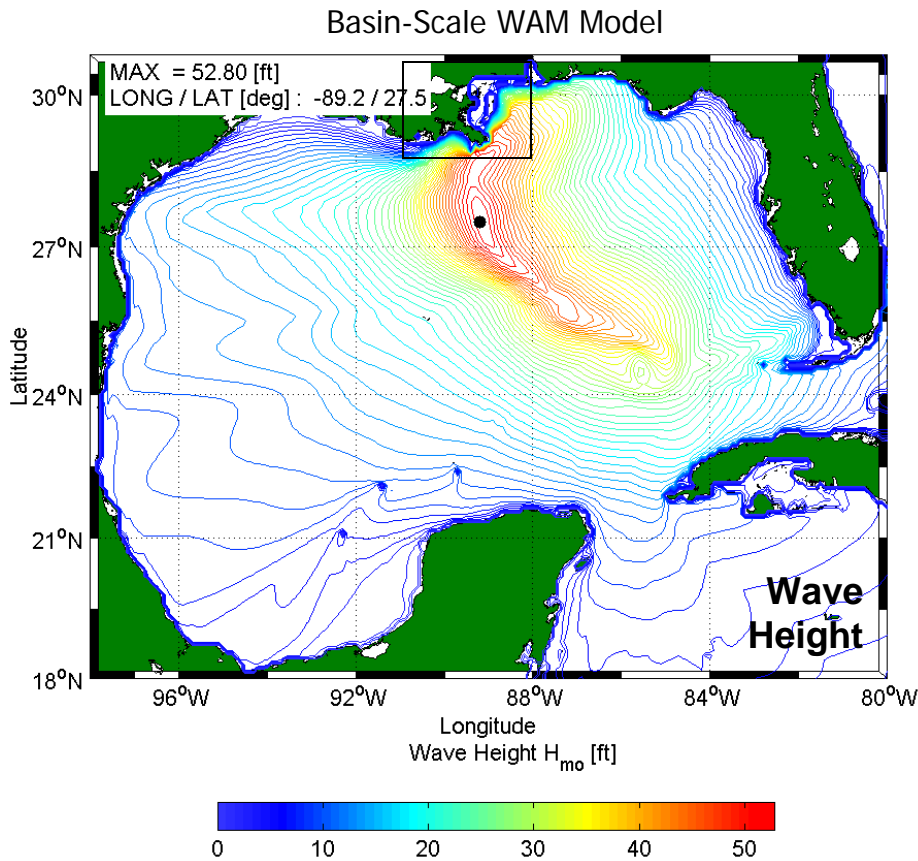 Basin-Scale WAM Model
MAX = 52.80 [ft]
LONG / LAT [deg] : -89.2 / 27.5
30°N
27°N
24°N
21°N
18°N
Latitude
Wave
Height
96°W 92°W 88°W 84°W 80°W
Longitude
Wave Height Hmo [ft]
0 10 20 30 40 50